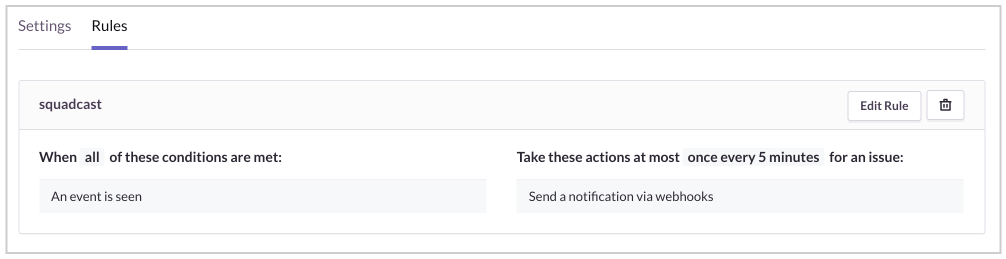 Settings Rules
squadcast Edit Rule
When all of these conditions are met: Take these actions at most once every 5 minutes for an issue:
An event is seen Send a notification via webhooks